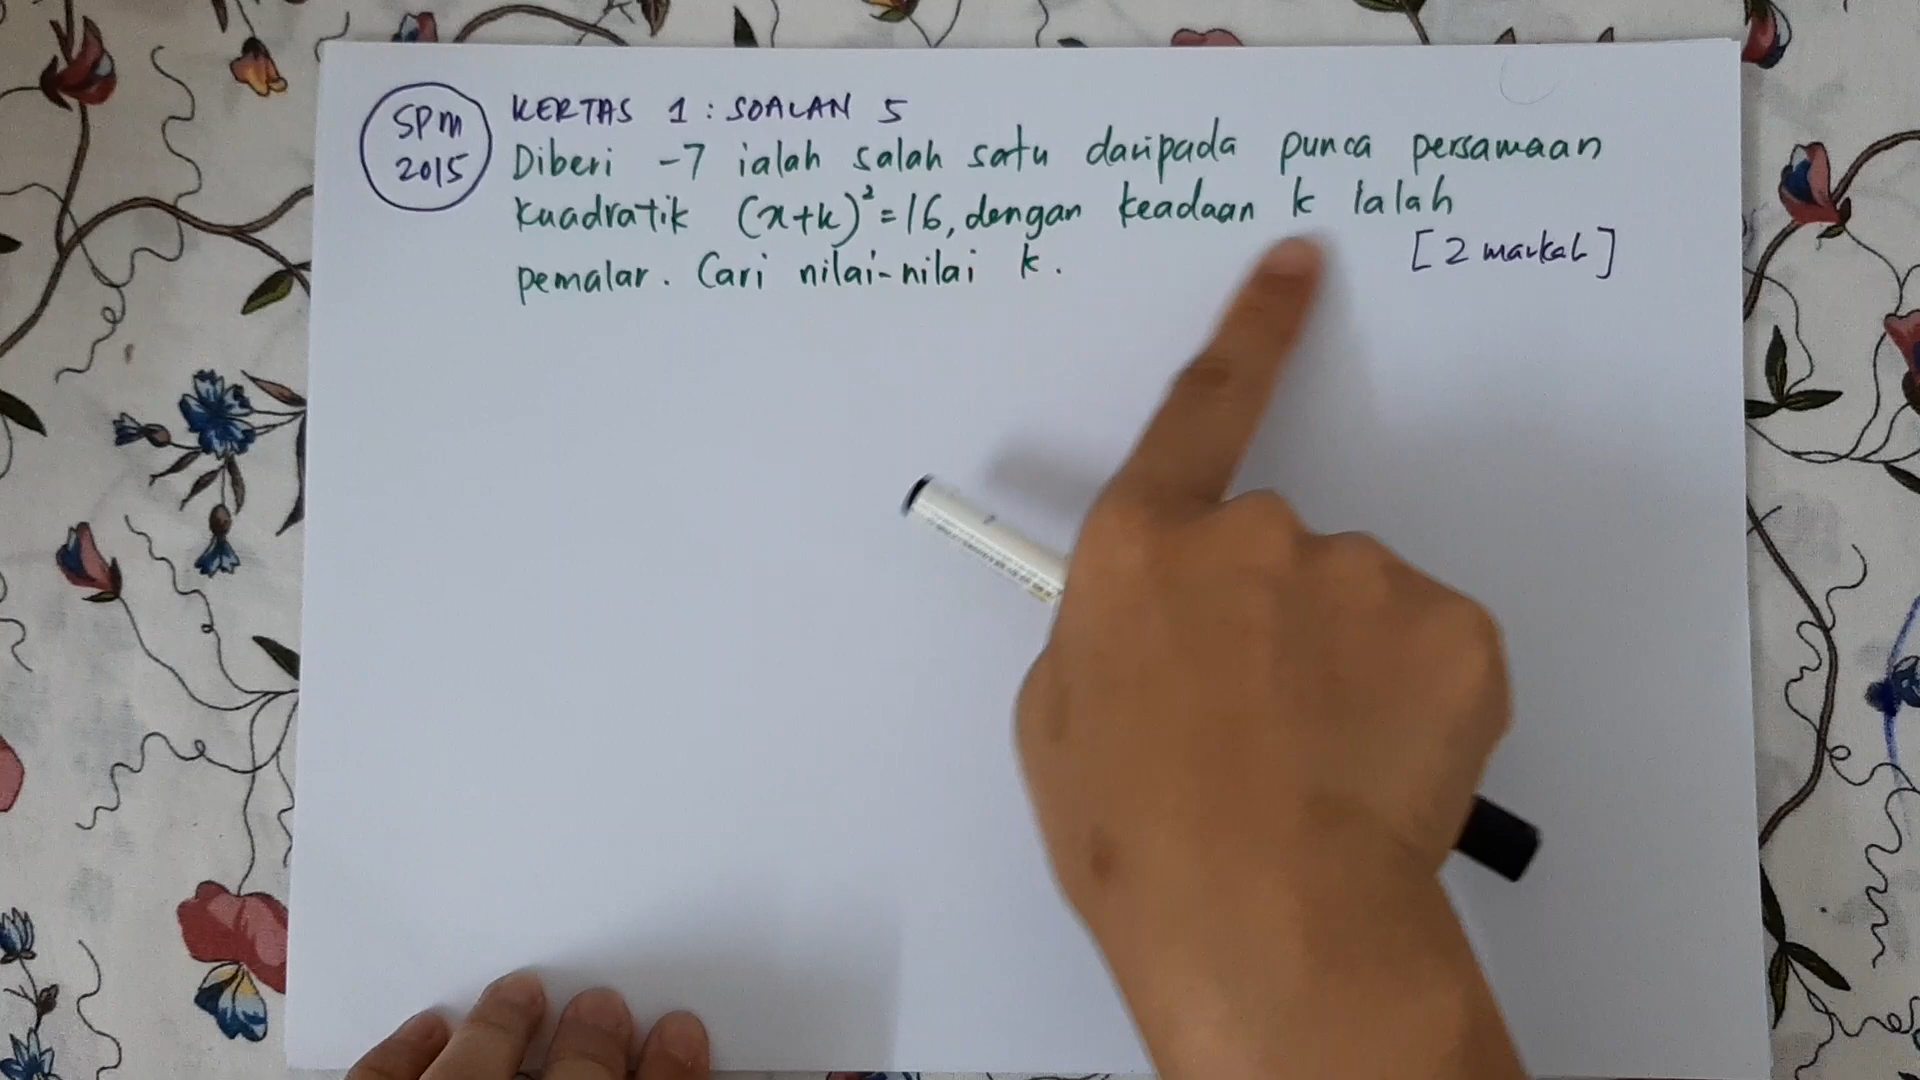 SPM
2015
KERTAS 1 : SOALAN 5
Diberi -7 ialah salah satu daripada punca persamaan
kuadratik (x+k)²=16, dengan keadaan k ialah
pemalar. Cari nilai-nilai k.
[2 markah]